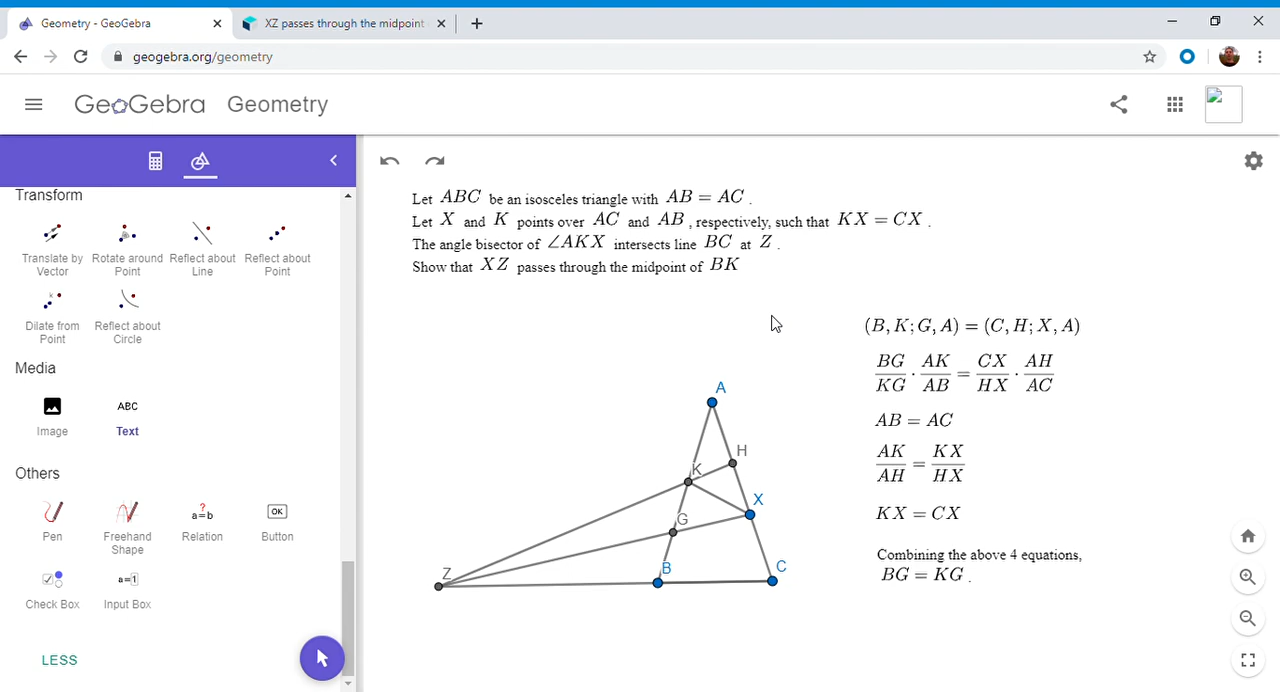 Geometry - GeoGebra
XZ passes through the midpoint
geogebra.org/geometry
GeoGebra Geometry
Transform
Translate by Vector
Rotate around Point
Reflect about Line
Reflect about Point
Dilate from Point
Reflect about Circle
Media
Image
ABC
Text
Others
Pen
Freehand Shape
a=b
?
Relation
OK
Button
Check Box
a=1
Input Box
LESS
Let ABC be an isosceles triangle with AB = AC .
Let X and K points over AC and AB , respectively, such that KX = CX .
The angle bisector of ∠AKX intersects line BC at Z .
Show that XZ passes through the midpoint of BK
A
H
K
X
G
Z
B
C
(B, K; G, A) = (C, H; X, A)
BG/KG · AK/AB = CX/HX · AH/AC
AB = AC
AK/AH = KX/HX
KX = CX
Combining the above 4 equations,
BG = KG .